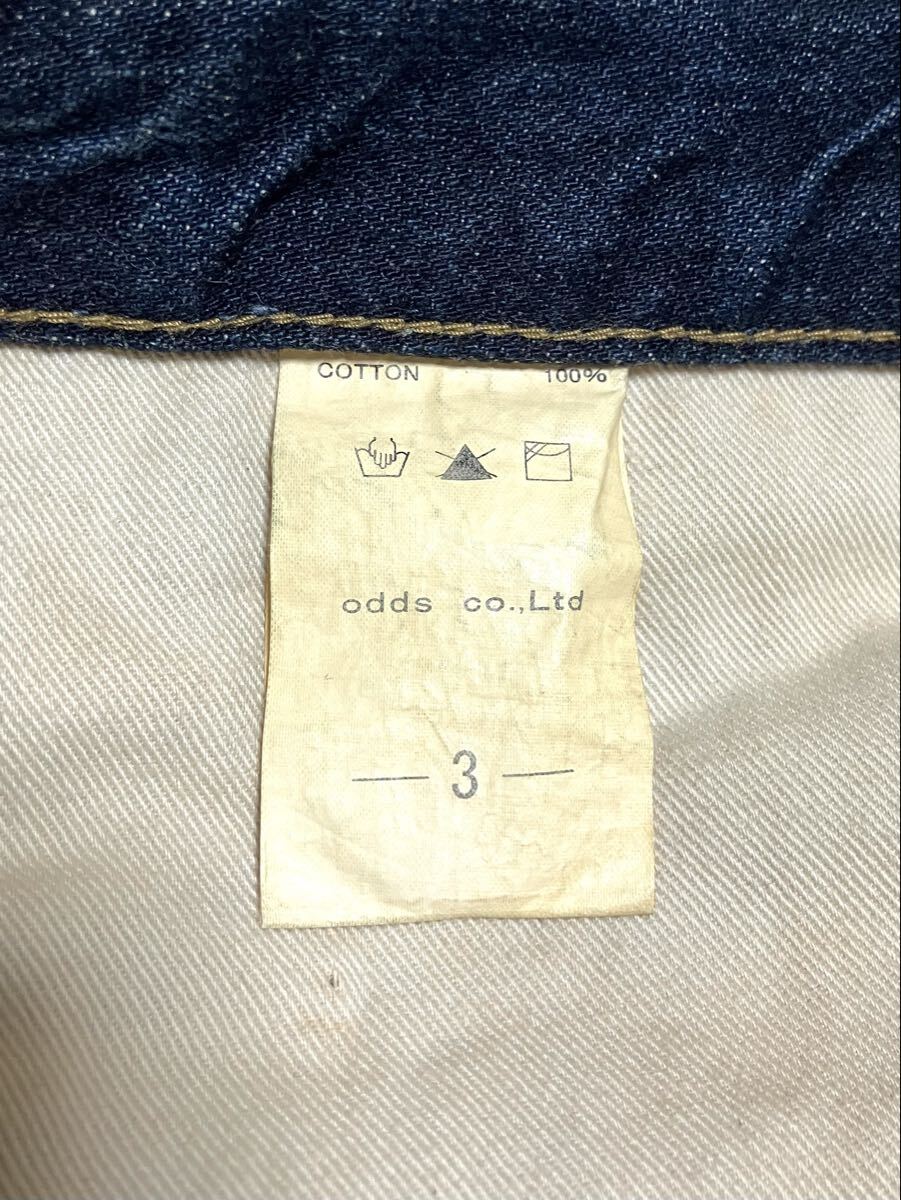 COTTON 100%
odds co.,Ltd
— 3 —